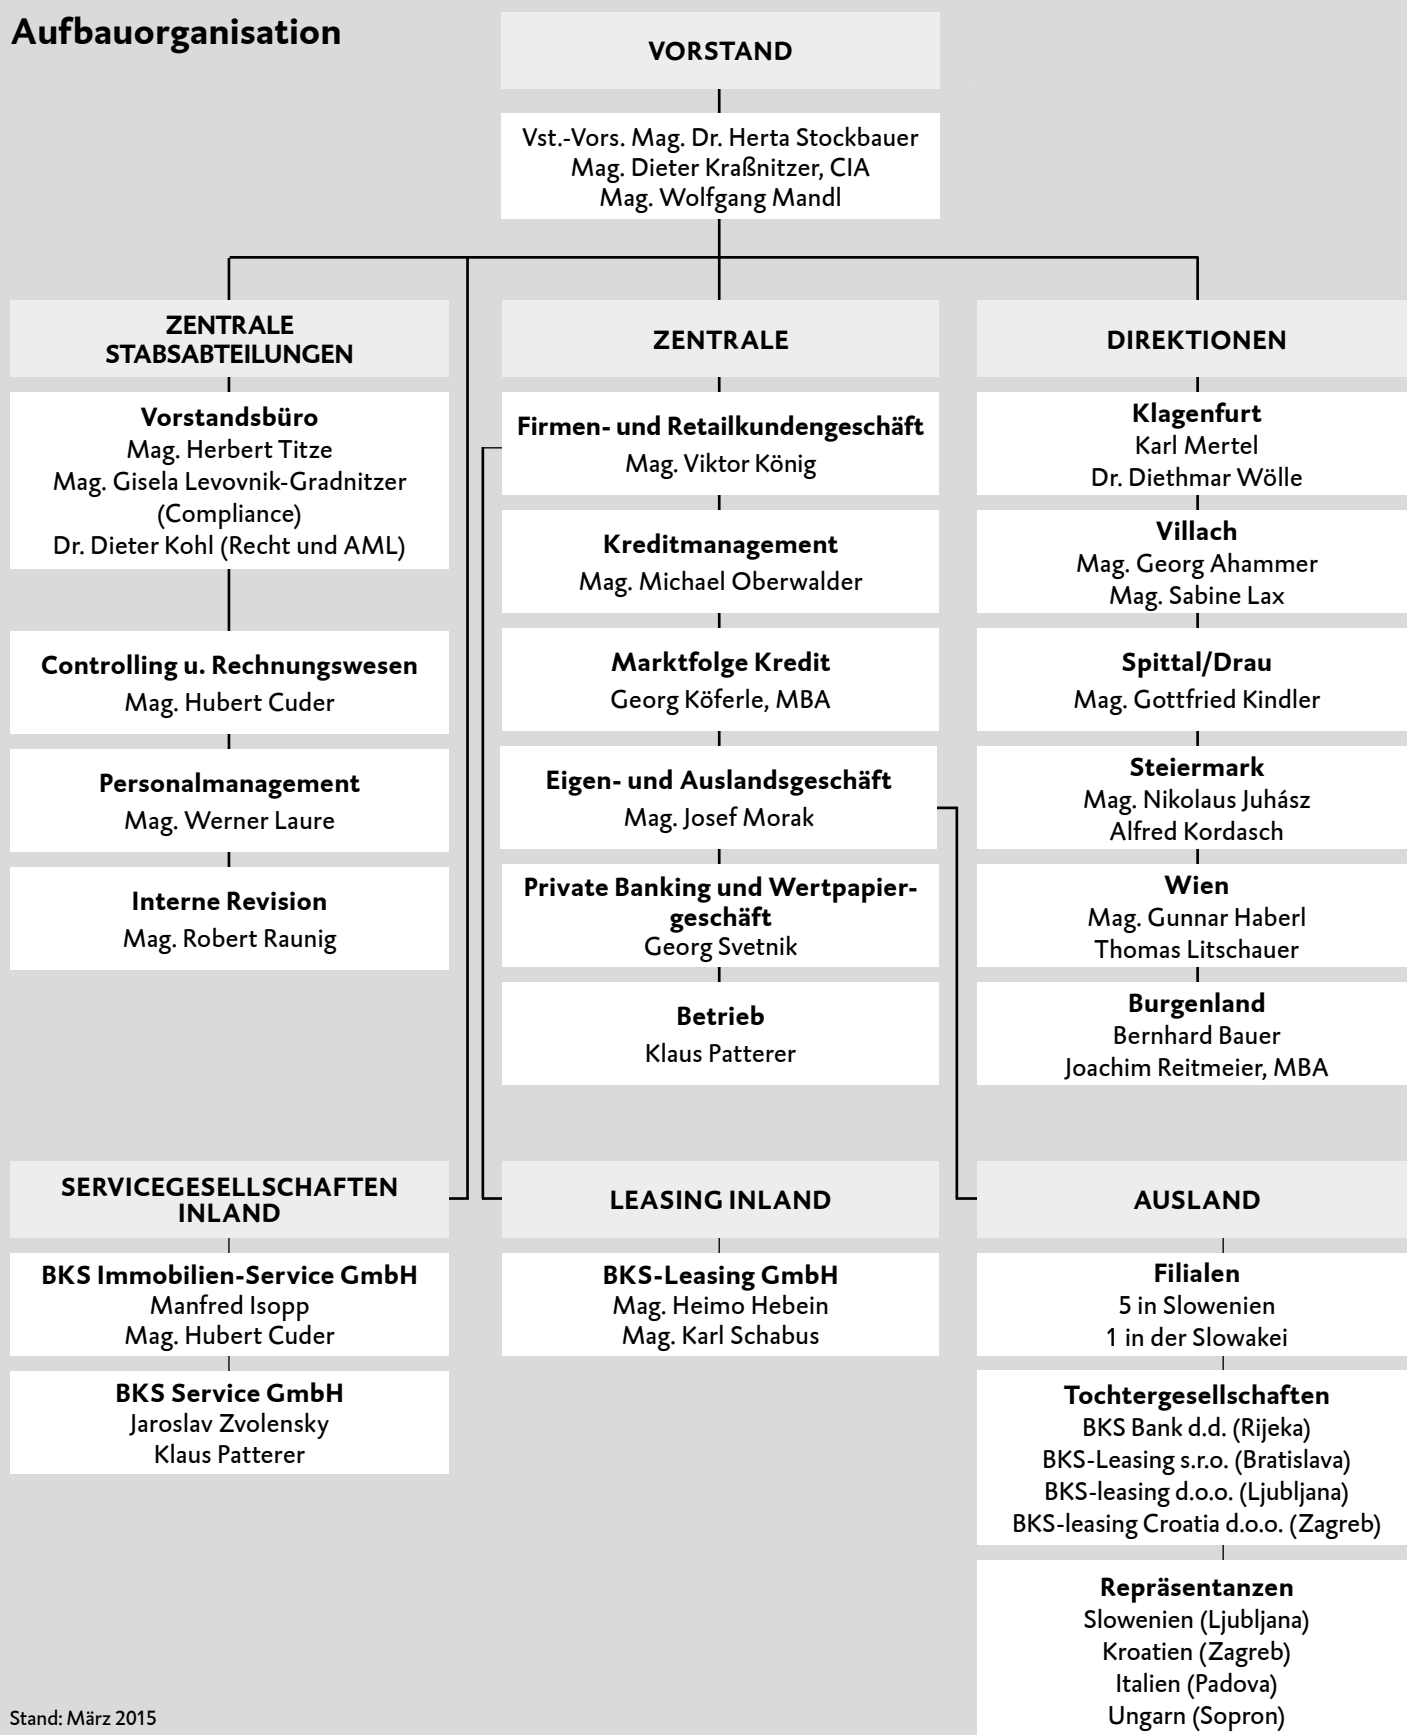 Aufbauorganisation
VORSTAND
Vst.-Vors. Mag. Dr. Herta Stockbauer
Mag. Dieter Kraßnitzer, CIA
Mag. Wolfgang Mandl
ZENTRALE
STABSABTEILUNGEN
Vorstandsbüro
Mag. Herbert Titze
Mag. Gisela Levovnik-Gradnitzer
(Compliance)
Dr. Dieter Kohl (Recht und AML)
Controlling u. Rechnungswesen
Mag. Hubert Cuder
Personalmanagement
Mag. Werner Laure
Interne Revision
Mag. Robert Raunig
ZENTRALE
Firmen- und Retailkundengeschäft
Mag. Viktor König
Kreditmanagement
Mag. Michael Oberwalder
Marktfolge Kredit
Georg Köferle, MBA
Eigen- und Auslandsgeschäft
Mag. Josef Morak
Private Banking und Wertpapier-
geschäft
Georg Svetnik
Betrieb
Klaus Patterer
DIREKTIONEN
Klagenfurt
Karl Mertel
Dr. Diethmar Wölle
Villach
Mag. Georg Ahammer
Mag. Sabine Lax
Spittal/Drau
Mag. Gottfried Kindler
Steiermark
Mag. Nikolaus Juhász
Alfred Kordasch
Wien
Mag. Gunnar Haberl
Thomas Litschauer
Burgenland
Bernhard Bauer
Joachim Reitmeier, MBA
SERVICEGESELLSCHAFTEN
INLAND
BKS Immobilien-Service GmbH
Manfred Isopp
Mag. Hubert Cuder
BKS Service GmbH
Jaroslav Zvolensky
Klaus Patterer
LEASING INLAND
BKS-Leasing GmbH
Mag. Heimo Hebein
Mag. Karl Schabus
AUSLAND
Filialen
5 in Slowenien
1 in der Slowakei
Tochtergesellschaften
BKS Bank d.d. (Rijeka)
BKS-Leasing s.r.o. (Bratislava)
BKS-leasing d.o.o. (Ljubljana)
BKS-leasing Croatia d.o.o. (Zagreb)
Repräsentanzen
Slowenien (Ljubljana)
Kroatien (Zagreb)
Italien (Padova)
Ungarn (Sopron)
Stand: März 2015